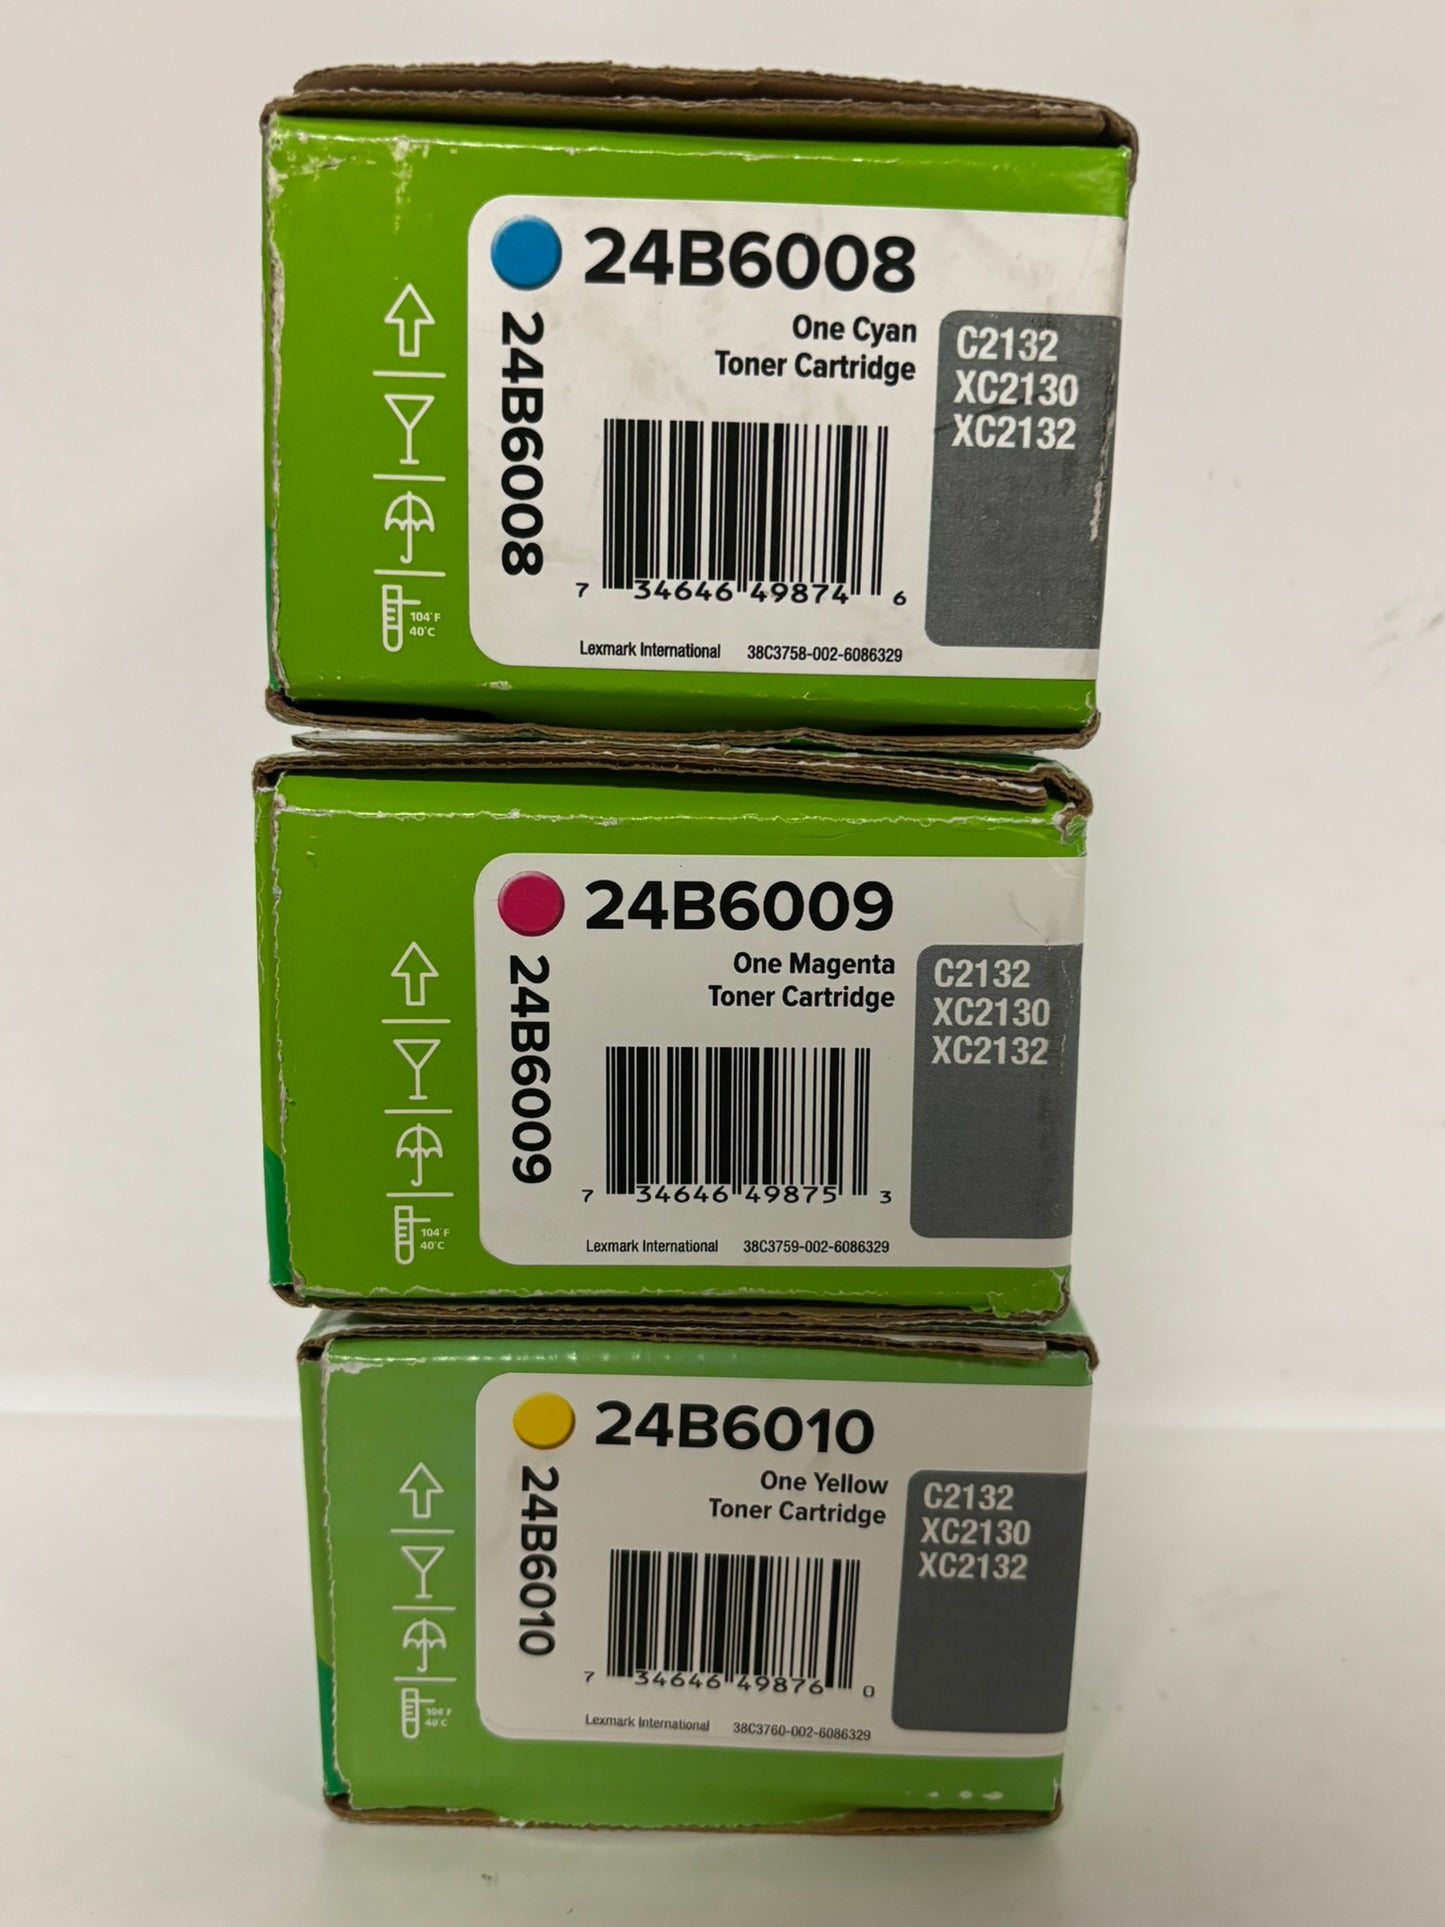 24B6008
24B6008
One Cyan
Toner Cartridge
C2132
XC2130
XC2132
7 34646 49874 6
104°F
40°C
Lexmark International 38C3758-002-6086329
24B6009
24B6009
One Magenta
Toner Cartridge
C2132
XC2130
XC2132
7 34646 49875 3
104°F
40°C
Lexmark International 38C3759-002-6086329
24B6010
24B6010
One Yellow
Toner Cartridge
C2132
XC2130
XC2132
7 34646 49876 0
104°F
40°C
Lexmark International 38C3760-002-6086329